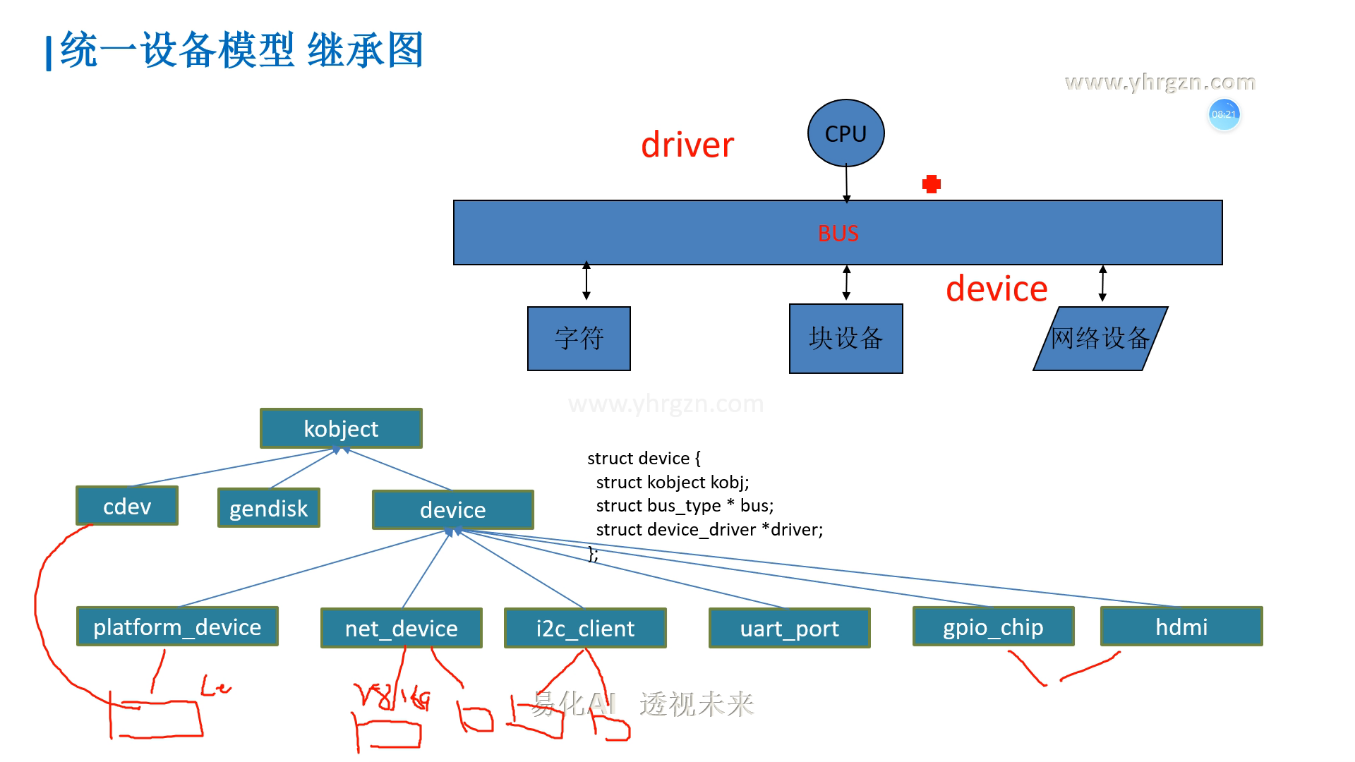 统一设备模型 继承图
www.yhrgzn.com
08:21
CPU
driver
BUS
device
字符
块设备
网络设备
www.yhrgzn.com
kobject
struct device {
struct kobject kobj;
struct bus_type * bus;
struct device_driver *driver;
};
cdev
gendisk
device
platform_device
net_device
i2c_client
uart_port
gpio_chip
hdmi
Le
易化AI 透视未来